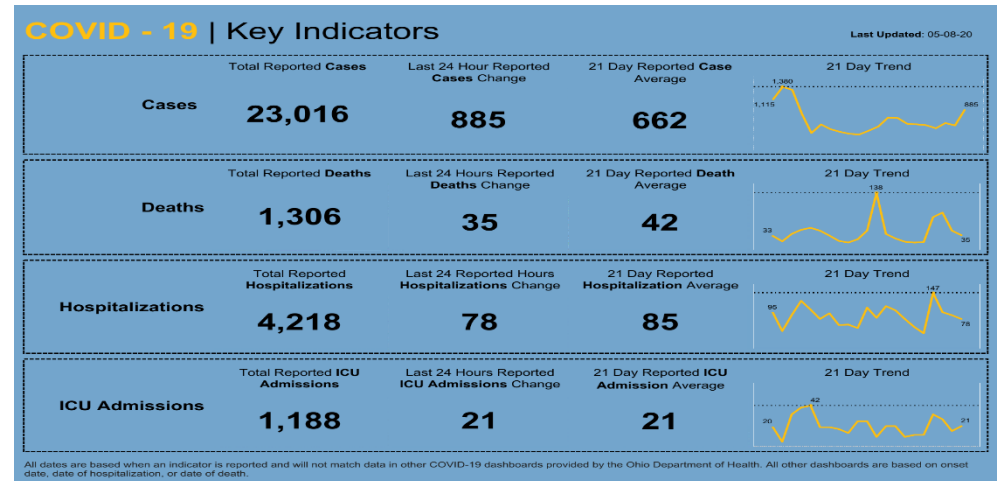 COVID - 19 | Key Indicators
Last Updated: 05-08-20
Total Reported Cases
Last 24 Hour Reported
Cases Change
21 Day Reported Case
Average
21 Day Trend
Cases
23,016
885
662
1,380
1,115
885
Total Reported Deaths
Last 24 Hours Reported
Deaths Change
21 Day Reported Death
Average
21 Day Trend
Deaths
1,306
35
42
138
33
35
Total Reported
Hospitalizations
Last 24 Reported Hours
Hospitalizations Change
21 Day Reported
Hospitalization Average
21 Day Trend
Hospitalizations
4,218
78
85
147
95
78
Total Reported ICU
Admissions
Last 24 Hours Reported
ICU Admissions Change
21 Day Reported ICU
Admission Average
21 Day Trend
ICU Admissions
1,188
21
21
42
20
21
All dates are based when an indicator is reported and will not match data in other COVID-19 dashboards provided by the Ohio Department of Health. All other dashboards are based on onset
date, date of hospitalization, or date of death.